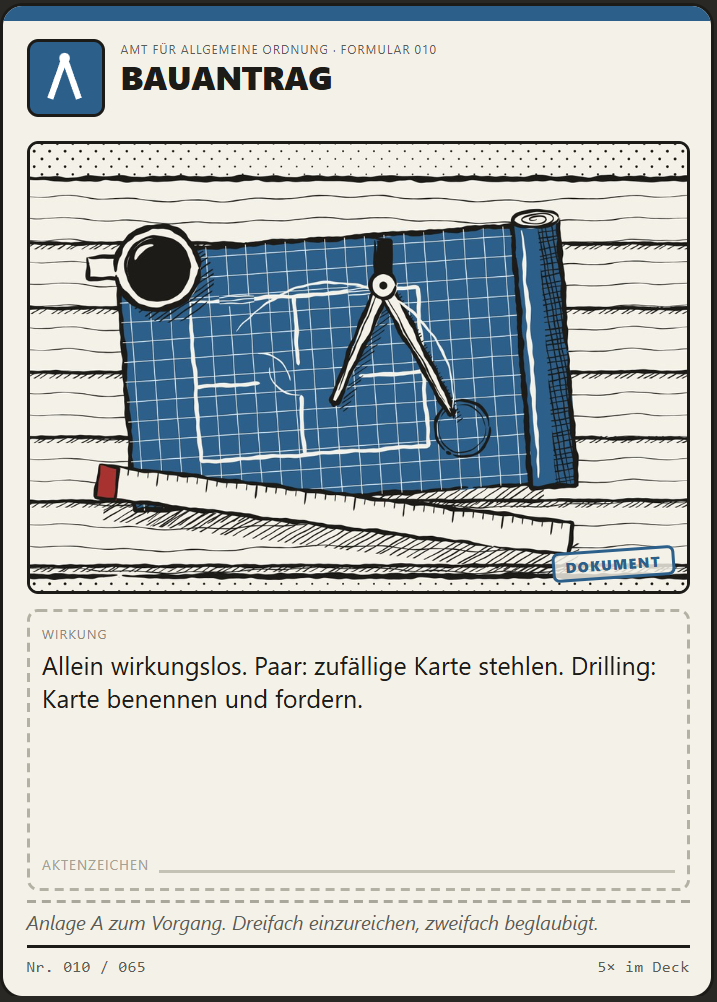 AMT FÜR ALLGEMEINE ORDNUNG · FORMULAR 010
BAUANTRAG
DOKUMENT
WIRKUNG
Allein wirkungslos. Paar: zufällige Karte stehlen. Drilling:
Karte benennen und fordern.
AKTENZEICHEN
Anlage A zum Vorgang. Dreifach einzureichen, zweifach beglaubigt.
Nr. 010 / 065
5× im Deck